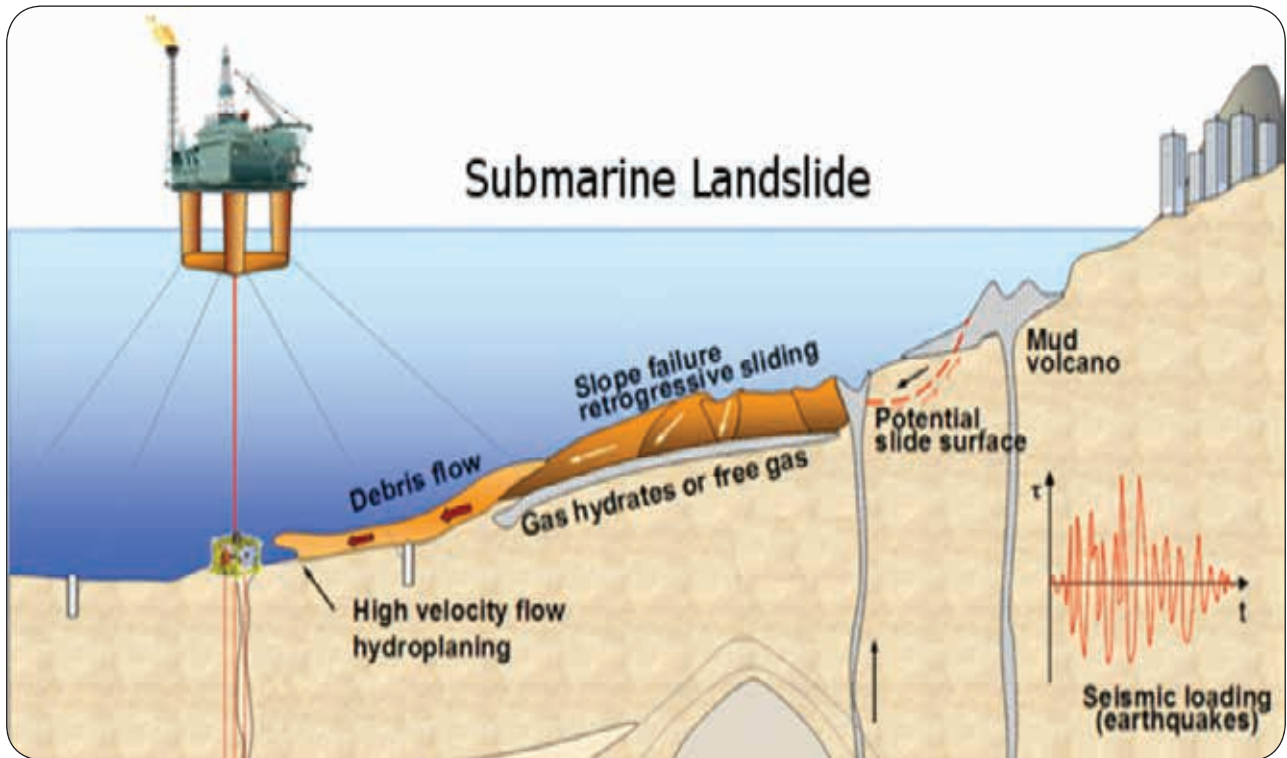 Submarine Landslide
Slope failure
retrogressive sliding
Mud
volcano
Potential
slide surface
Debris flow
Gas hydrates or free gas
High velocity flow
hydroplaning
τ
t
Seismic loading
(earthquakes)